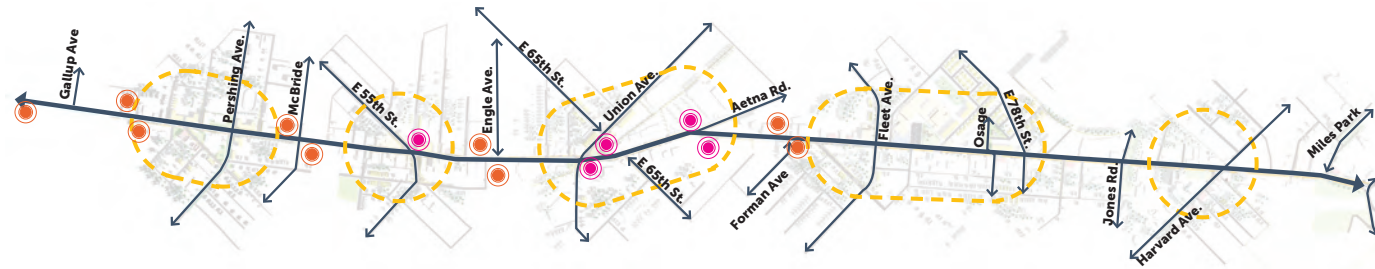 Gallup Ave
Pershing Ave.
McBride
E 55th St.
Engle Ave.
E 65th St.
Union Ave.
E 65th St.
Aetna Rd.
Forman Ave
Fleet Ave.
Osage
E 78th St.
Jones Rd.
Harvard Ave.
Miles Park